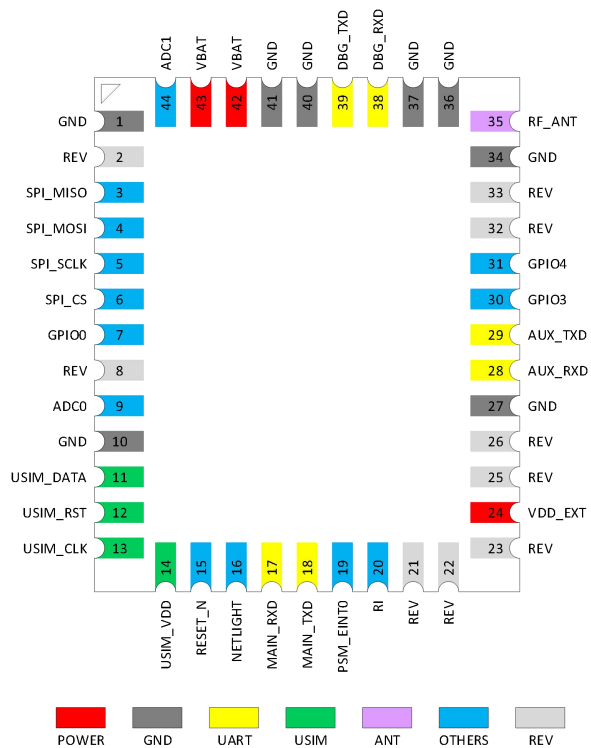 ADC1
VBAT
VBAT
GND
GND
DBG_TXD
DBG_RXD
GND
GND
44
43
42
41
40
39
38
37
36
GND 1
REV 2
SPI_MISO 3
SPI_MOSI 4
SPI_SCLK 5
SPI_CS 6
GPIO0 7
REV 8
ADC0 9
GND 10
USIM_DATA 11
USIM_RST 12
USIM_CLK 13
35 RF_ANT
34 GND
33 REV
32 REV
31 GPIO4
30 GPIO3
29 AUX_TXD
28 AUX_RXD
27 GND
26 REV
25 REV
24 VDD_EXT
23 REV
14
15
16
17
18
19
20
21
22
USIM_VDD
RESET_N
NETLIGHT
MAIN_RXD
MAIN_TXD
PSM_EINT0
RI
REV
REV
POWER GND UART USIM ANT OTHERS REV